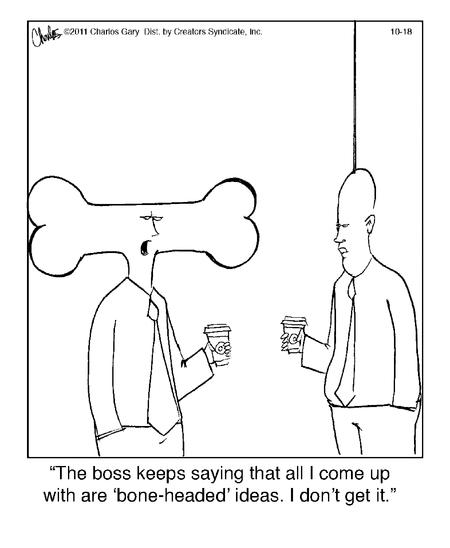 Charles ©2011 Charlos Gary Dist. by Creators Syndicate, Inc. 10-18
“The boss keeps saying that all I come up
with are ‘bone-headed’ ideas. I don’t get it.”